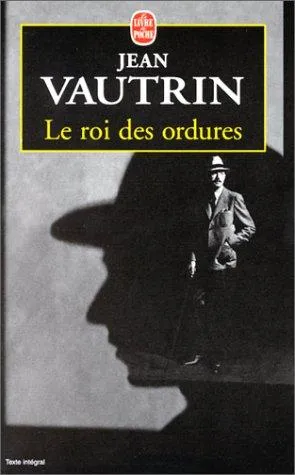 LE LIVRE
DE
POCHE
JEAN
VAUTRIN
Le roi des ordures
Texte intégral